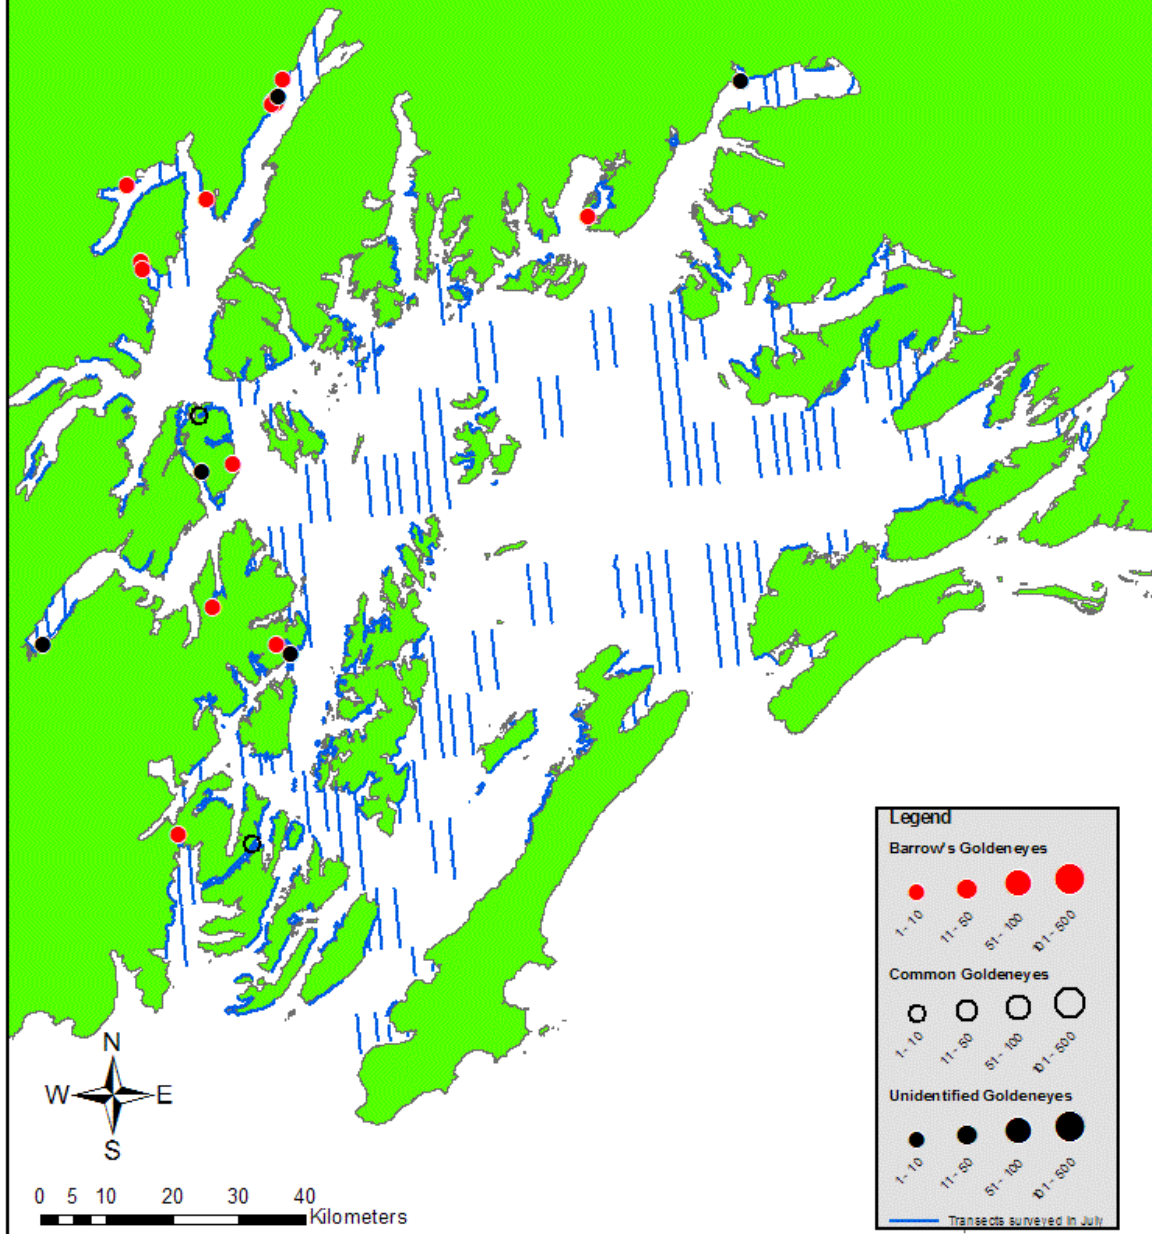 Legend
Barrow's Goldeneyes
1 - 10 11 - 50 51 - 100 101 - 500
Common Goldeneyes
1 - 10 11 - 50 51 - 100 101 - 500
Unidentified Goldeneyes
1 - 10 11 - 50 51 - 100 101 - 500
Transects surveyed in July
N
W E
S
0 5 10 20 30 40
Kilometers